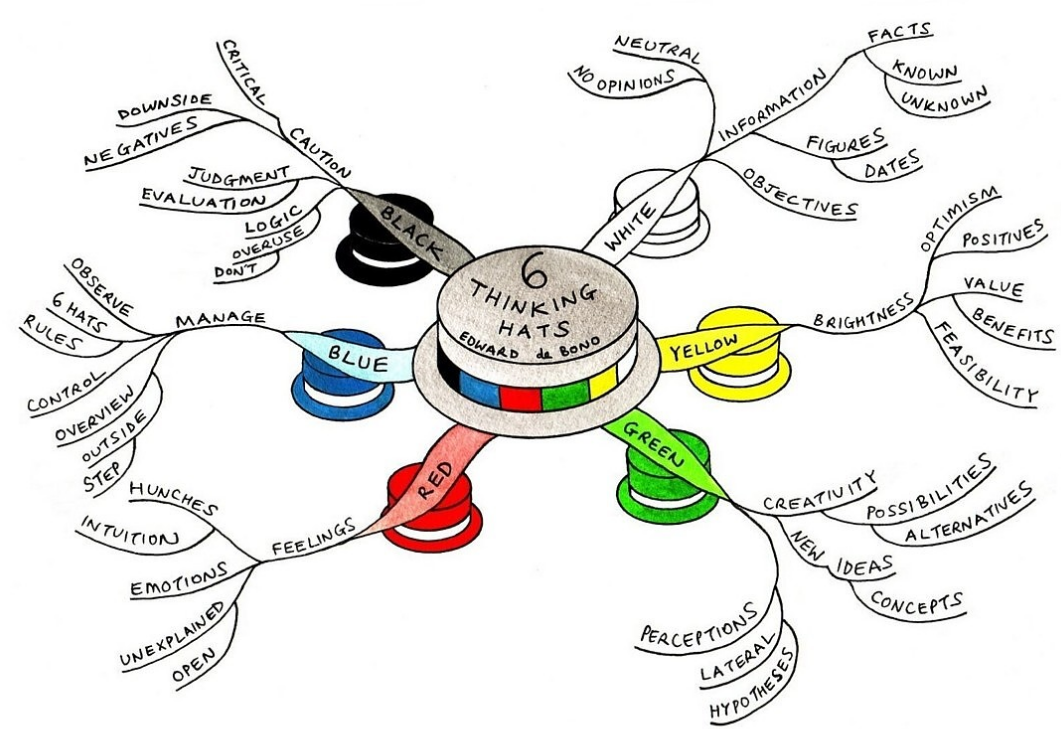 6
THINKING
HATS
EDWARD de BONO
WHITE
NEUTRAL
NO OPINIONS
INFORMATION
FACTS
KNOWN
UNKNOWN
FIGURES
DATES
OBJECTIVES
YELLOW
BRIGHTNESS
OPTIMISM
POSITIVES
VALUE
BENEFITS
FEASIBILITY
GREEN
CREATIVITY
POSSIBILITIES
ALTERNATIVES
NEW IDEAS
CONCEPTS
PERCEPTIONS
LATERAL
HYPOTHESES
RED
FEELINGS
HUNCHES
INTUITION
EMOTIONS
UNEXPLAINED
OPEN
BLUE
MANAGE
OBSERVE
6 HATS
RULES
CONTROL
OVERVIEW
OUTSIDE
STEP
BLACK
CAUTION
CRITICAL
DOWNSIDE
NEGATIVES
JUDGMENT
EVALUATION
LOGIC
OVERUSE
DON'T